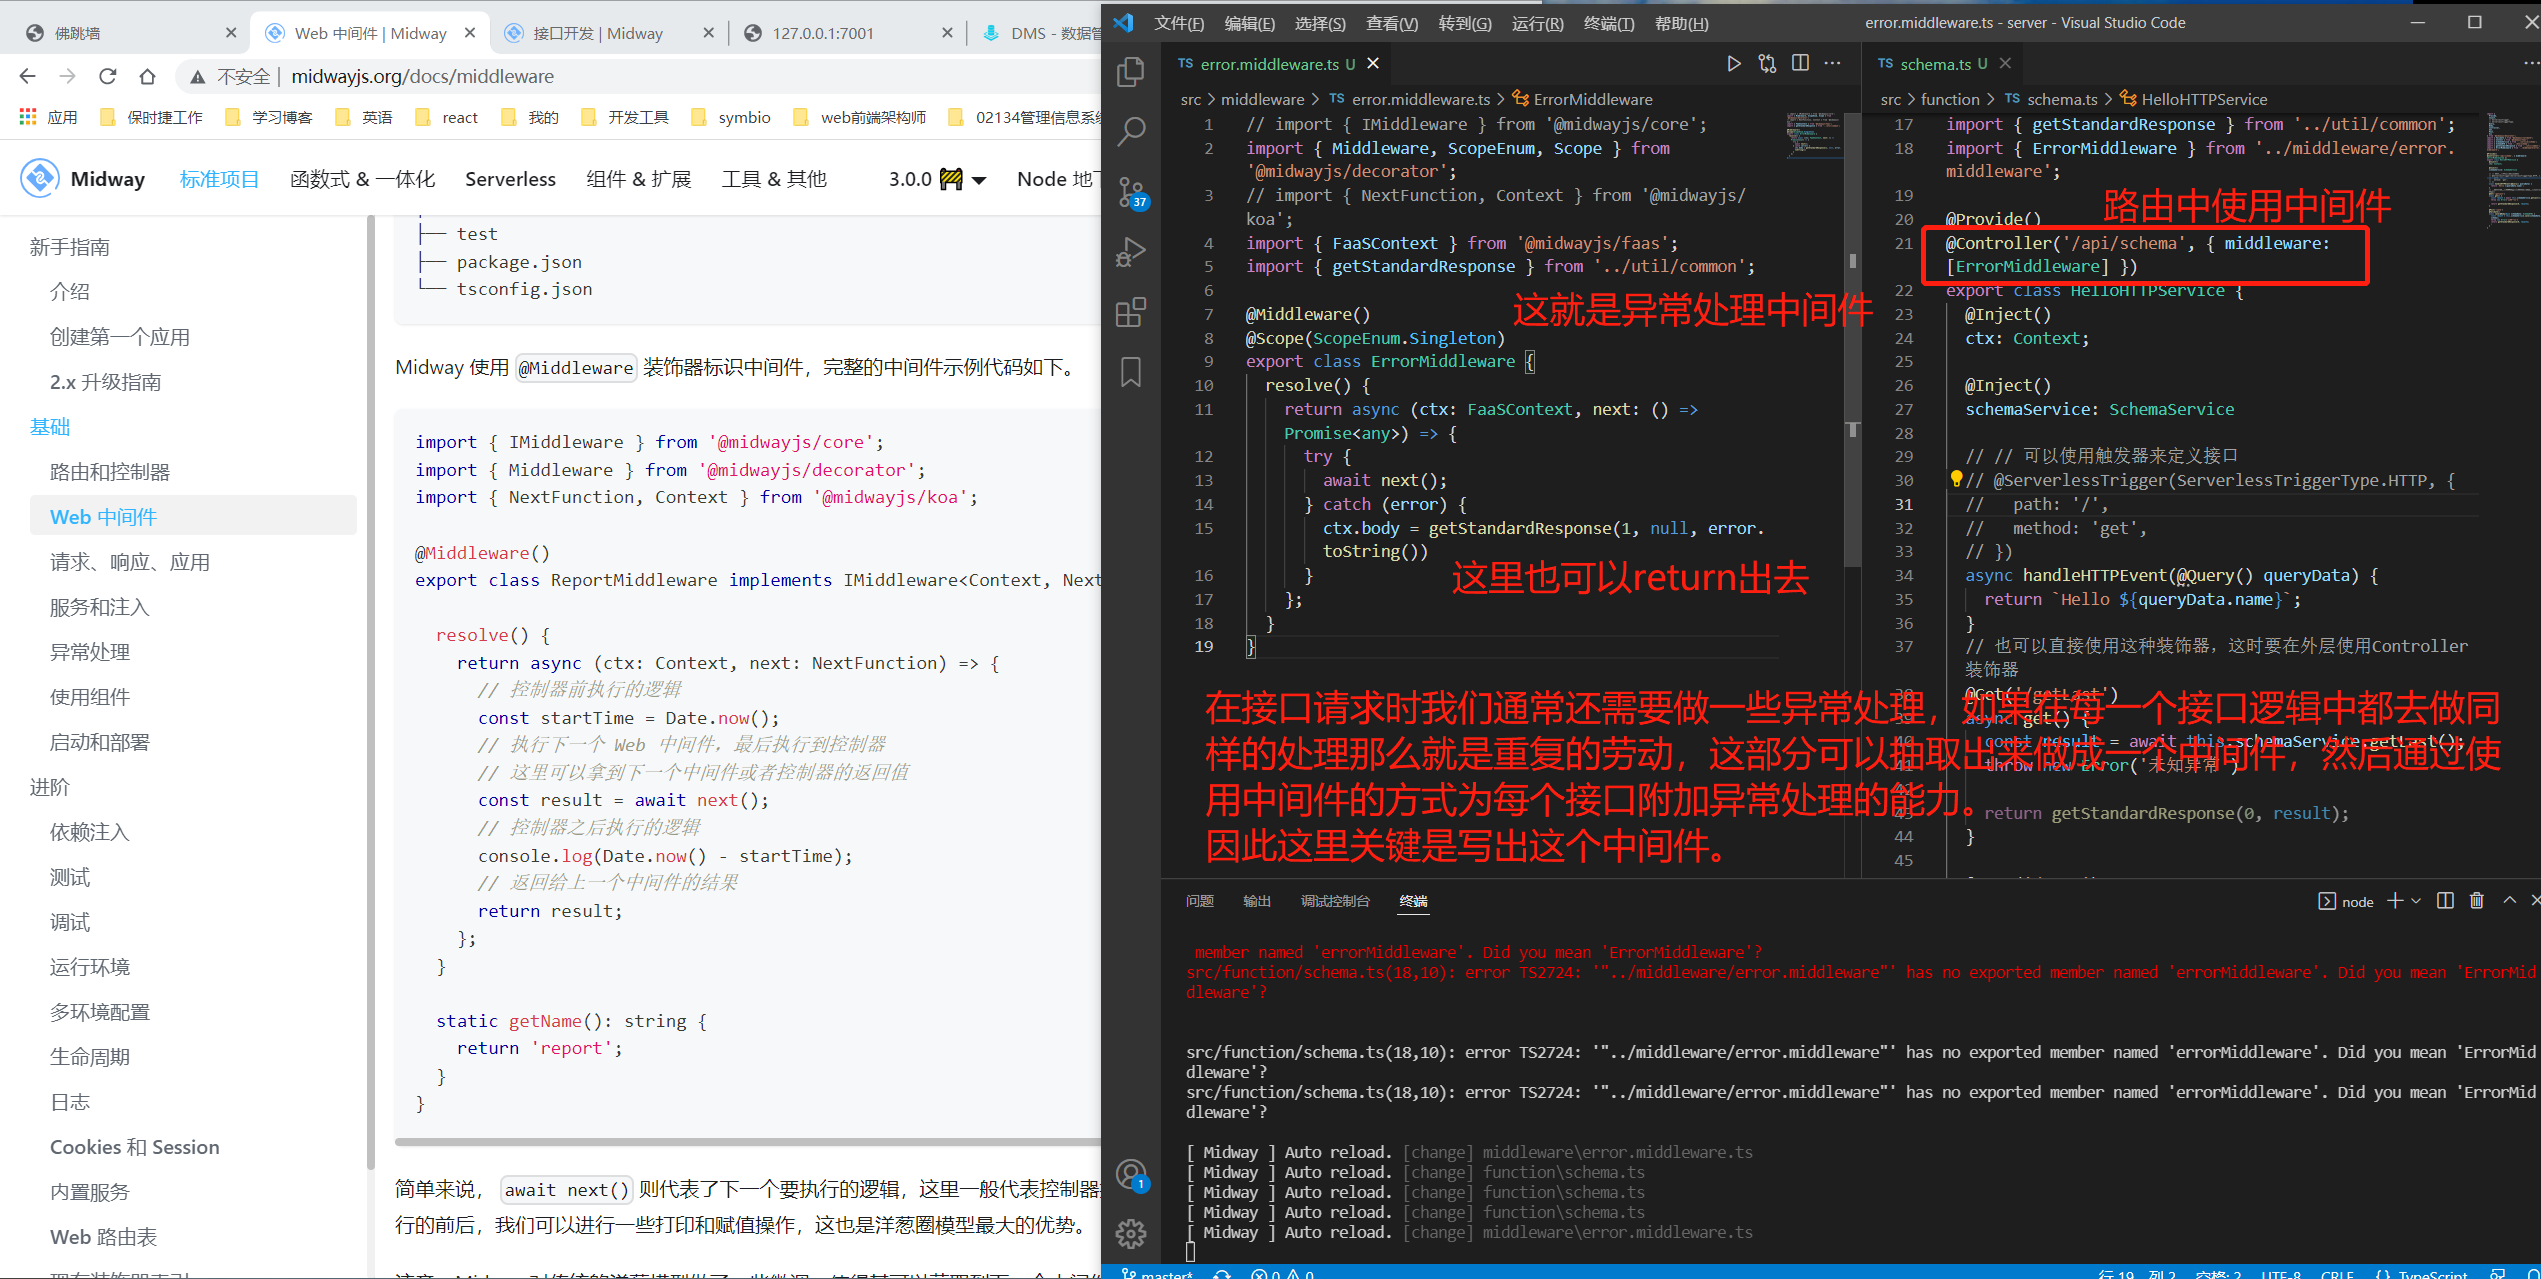 佛跳墙
Web 中间件 | Midway
接口开发 | Midway
127.0.0.1:7001
DMS - 数据管
不安全 | midwayjs.org/docs/middleware
应用 保时捷工作 学习博客 英语 react 我的 开发工具 symbio web前端架构师 02134管理信息系统
Midway 标准项目 函数式 & 一体化 Serverless 组件 & 扩展 工具 & 其他 3.0.0 🚧 Node 地下
新手指南
介绍
创建第一个应用
2.x 升级指南
基础
路由和控制器
Web 中间件
请求、响应、应用
服务和注入
异常处理
使用组件
启动和部署
进阶
依赖注入
测试
调试
运行环境
多环境配置
生命周期
日志
Cookies 和 Session
内置服务
Web 路由表
├── test
├── package.json
└── tsconfig.json
Midway 使用 @Middleware 装饰器标识中间件，完整的中间件示例代码如下。
import { IMiddleware } from '@midwayjs/core';
import { Middleware } from '@midwayjs/decorator';
import { NextFunction, Context } from '@midwayjs/koa';
@Middleware()
export class ReportMiddleware implements IMiddleware<Context, Next
resolve() {
return async (ctx: Context, next: NextFunction) => {
// 控制器前执行的逻辑
const startTime = Date.now();
// 执行下一个 Web 中间件，最后执行到控制器
// 这里可以拿到下一个中间件或者控制器的返回值
const result = await next();
// 控制器之后执行的逻辑
console.log(Date.now() - startTime);
// 返回给上一个中间件的结果
return result;
};
}
static getName(): string {
return 'report';
}
}
简单来说， await next() 则代表了下一个要执行的逻辑，这里一般代表控制器
行的前后，我们可以进行一些打印和赋值操作，这也是洋葱圈模型最大的优势。
文件(F) 编辑(E) 选择(S) 查看(V) 转到(G) 运行(R) 终端(T) 帮助(H)
error.middleware.ts - server - Visual Studio Code
37
1
TS error.middleware.ts U
src > middleware > TS error.middleware.ts > ErrorMiddleware
1 // import { IMiddleware } from '@midwayjs/core';
2 import { Middleware, ScopeEnum, Scope } from
'@midwayjs/decorator';
3 // import { NextFunction, Context } from '@midwayjs/
koa';
4 import { FaaSContext } from '@midwayjs/faas';
5 import { getStandardResponse } from '../util/common';
6
7 @Middleware()
这就是异常处理中间件
8 @Scope(ScopeEnum.Singleton)
9 export class ErrorMiddleware {
10 resolve() {
11 return async (ctx: FaaSContext, next: () =>
Promise<any>) => {
12 try {
13 await next();
14 } catch (error) {
15 ctx.body = getStandardResponse(1, null, error.
toString())
16 }
这里也可以return出去
17 };
18 }
19 }
TS schema.ts U
src > function > TS schema.ts > HelloHTTPService
17 import { getStandardResponse } from '../util/common';
18 import { ErrorMiddleware } from '../middleware/error.
middleware';
19
路由中使用中间件
20 @Provide()
21 @Controller('/api/schema', { middleware:
[ErrorMiddleware] })
22 export class HelloHTTPService {
23 @Inject()
24 ctx: Context;
25
26 @Inject()
27 schemaService: SchemaService
28
29 // // 可以使用触发器来定义接口
30 // @ServerlessTrigger(ServerlessTriggerType.HTTP, {
31 // path: '/',
32 // method: 'get',
33 // })
34 async handleHTTPEvent(@Query() queryData) {
35 return `Hello ${queryData.name}`;
36 }
37 // 也可以直接使用这种装饰器，这时要在外层使用Controller
装饰器
38 @Get('/getLast')
async get() {
40 const result = await this.schemaService.getLast();
41 throw new Error('未知异常')
return getStandardResponse(0, result);
44 }
45
在接口请求时我们通常还需要做一些异常处理，如果在每一个接口逻辑中都去做同
样的处理那么就是重复的劳动，这部分可以抽取出来做成一个中间件，然后通过使
用中间件的方式为每个接口附加异常处理的能力。
因此这里关键是写出这个中间件。
问题 输出 调试控制台 终端
node
member named 'errorMiddleware'. Did you mean 'ErrorMiddleware'?
src/function/schema.ts(18,10): error TS2724: '"../middleware/error.middleware"' has no exported member named 'errorMiddleware'. Did you mean 'ErrorMid
dleware'?
src/function/schema.ts(18,10): error TS2724: '"../middleware/error.middleware"' has no exported member named 'errorMiddleware'. Did you mean 'ErrorMid
dleware'?
src/function/schema.ts(18,10): error TS2724: '"../middleware/error.middleware"' has no exported member named 'errorMiddleware'. Did you mean 'ErrorMid
dleware'?
[ Midway ] Auto reload. [change] middleware\error.middleware.ts
[ Midway ] Auto reload. [change] function\schema.ts
[ Midway ] Auto reload. [change] function\schema.ts
[ Midway ] Auto reload. [change] function\schema.ts
[ Midway ] Auto reload. [change] middleware\error.middleware.ts
master* 0 0 行 19, 列 2 空格: 2 UTF-8 CRLF {} TypeScript